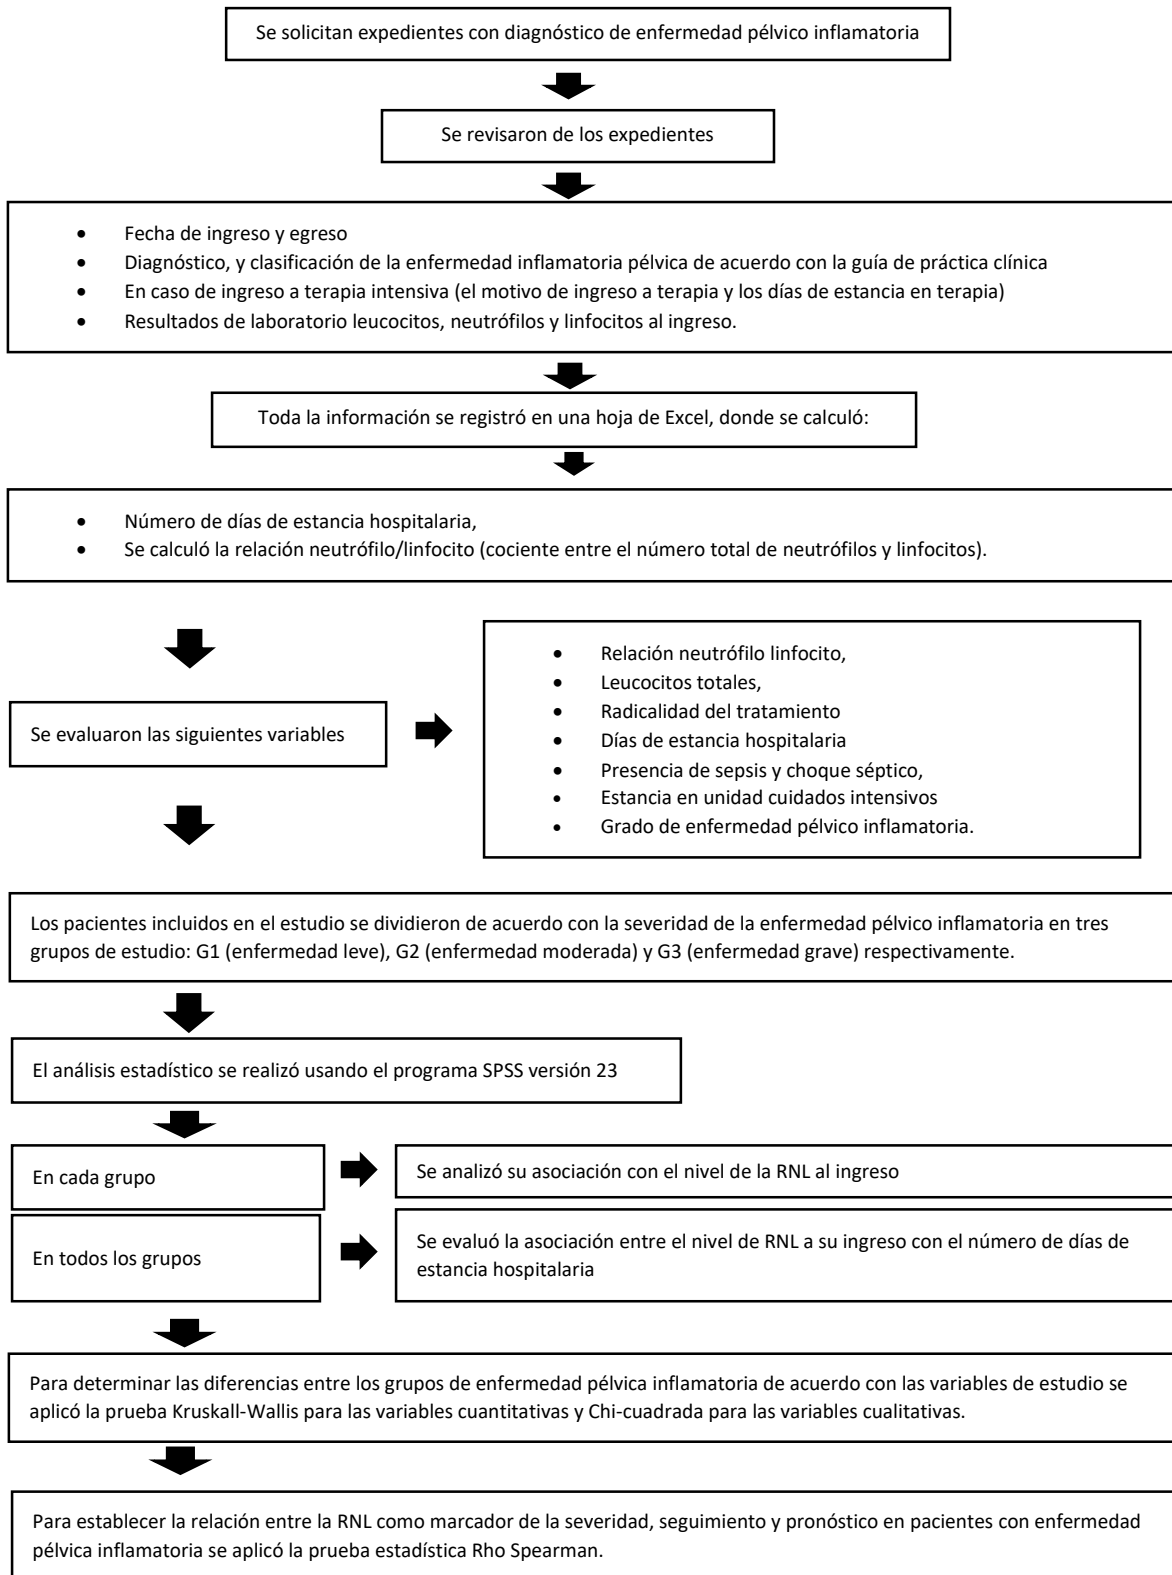 Se solicitan expedientes con diagnóstico de enfermedad pélvico inflamatoria
Se revisaron de los expedientes
• Fecha de ingreso y egreso
• Diagnóstico, y clasificación de la enfermedad inflamatoria pélvica de acuerdo con la guía de práctica clínica
• En caso de ingreso a terapia intensiva (el motivo de ingreso a terapia y los días de estancia en terapia)
• Resultados de laboratorio leucocitos, neutrófilos y linfocitos al ingreso.
Toda la información se registró en una hoja de Excel, donde se calculó:
• Número de días de estancia hospitalaria,
• Se calculó la relación neutrófilo/linfocito (cociente entre el número total de neutrófilos y linfocitos).
Se evaluaron las siguientes variables
• Relación neutrófilo linfocito,
• Leucocitos totales,
• Radicalidad del tratamiento
• Días de estancia hospitalaria
• Presencia de sepsis y choque séptico,
• Estancia en unidad cuidados intensivos
• Grado de enfermedad pélvico inflamatoria.
Los pacientes incluidos en el estudio se dividieron de acuerdo con la severidad de la enfermedad pélvico inflamatoria en tres
grupos de estudio: G1 (enfermedad leve), G2 (enfermedad moderada) y G3 (enfermedad grave) respectivamente.
El análisis estadístico se realizó usando el programa SPSS versión 23
En cada grupo
Se analizó su asociación con el nivel de la RNL al ingreso
En todos los grupos
Se evaluó la asociación entre el nivel de RNL a su ingreso con el número de días de
estancia hospitalaria
Para determinar las diferencias entre los grupos de enfermedad pélvica inflamatoria de acuerdo con las variables de estudio se
aplicó la prueba Kruskall-Wallis para las variables cuantitativas y Chi-cuadrada para las variables cualitativas.
Para establecer la relación entre la RNL como marcador de la severidad, seguimiento y pronóstico en pacientes con enfermedad
pélvica inflamatoria se aplicó la prueba estadística Rho Spearman.